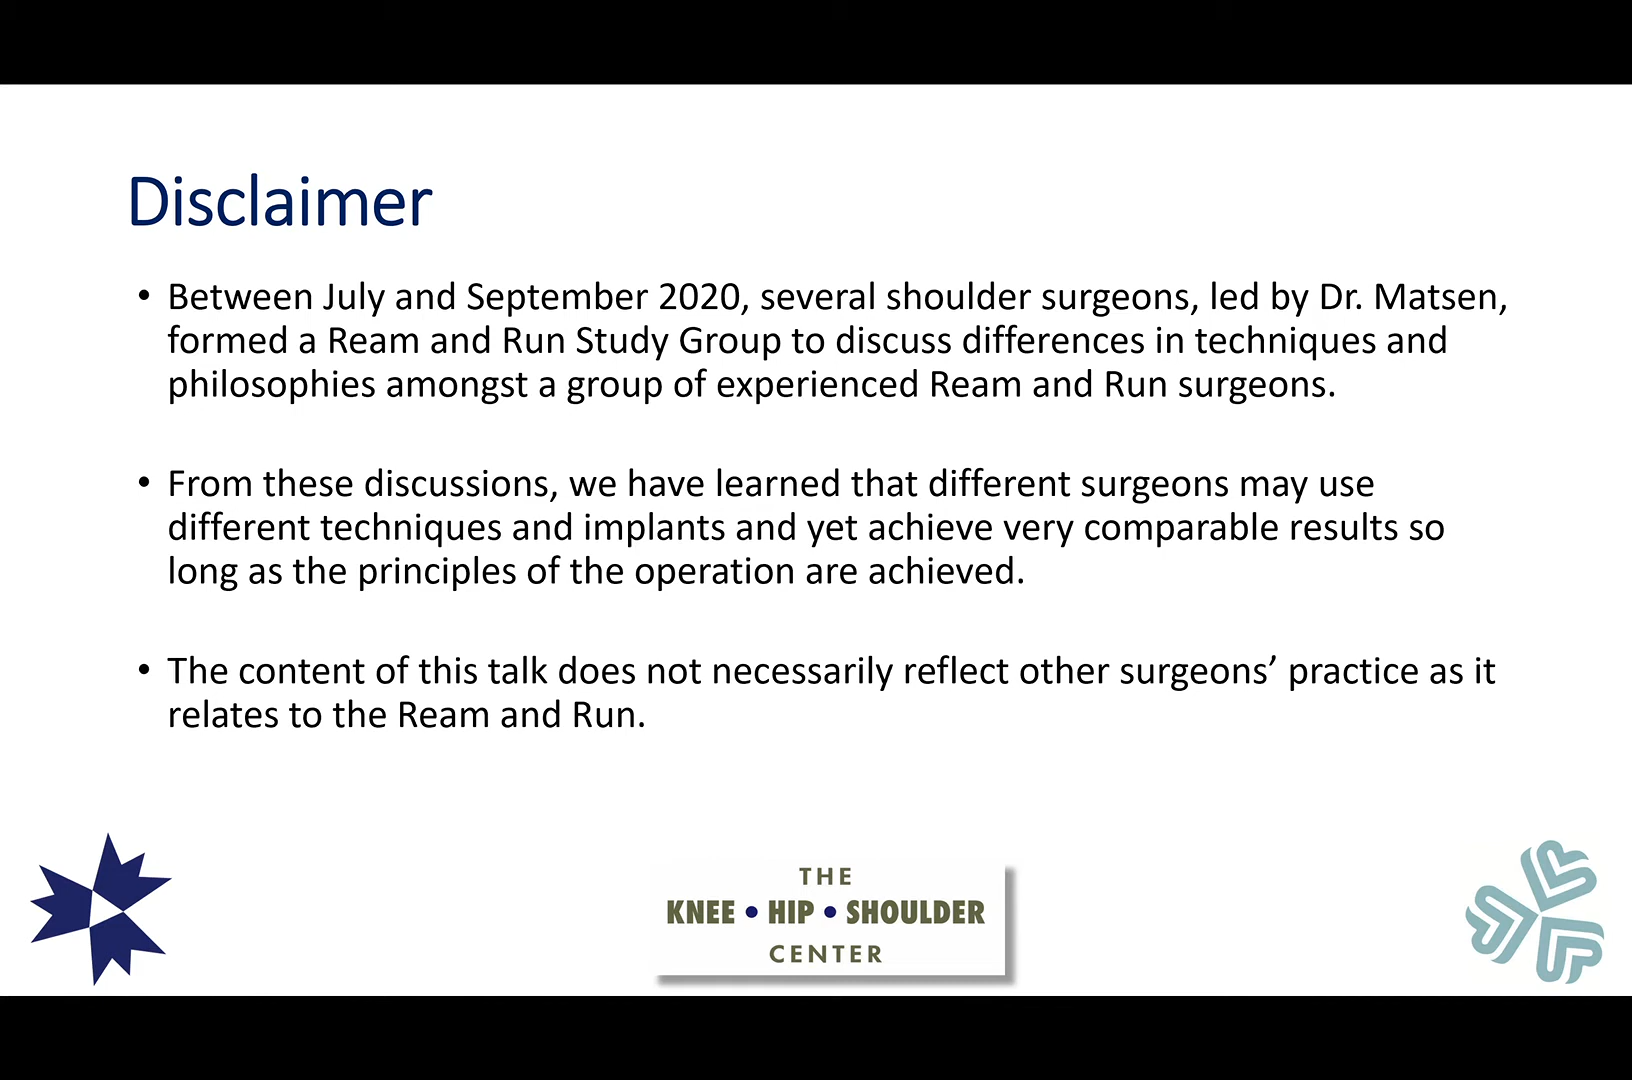 Disclaimer
• Between July and September 2020, several shoulder surgeons, led by Dr. Matsen,
formed a Ream and Run Study Group to discuss differences in techniques and
philosophies amongst a group of experienced Ream and Run surgeons.
• From these discussions, we have learned that different surgeons may use
different techniques and implants and yet achieve very comparable results so
long as the principles of the operation are achieved.
• The content of this talk does not necessarily reflect other surgeons’ practice as it
relates to the Ream and Run.
THE
KNEE • HIP • SHOULDER
CENTER